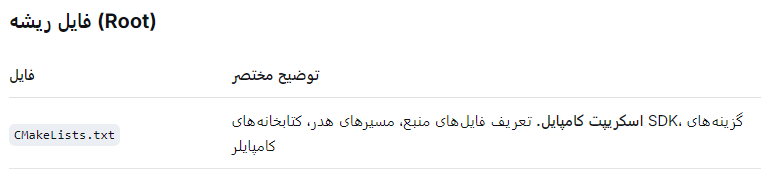 فایل ریشه (Root)
فایل توضیح مختصر
CMakeLists.txt اسکریپت کامپایل. تعریف فایل‌های منبع، مسیرهای هدر، کتابخانه‌های SDK، گزینه‌های
کامپایلر